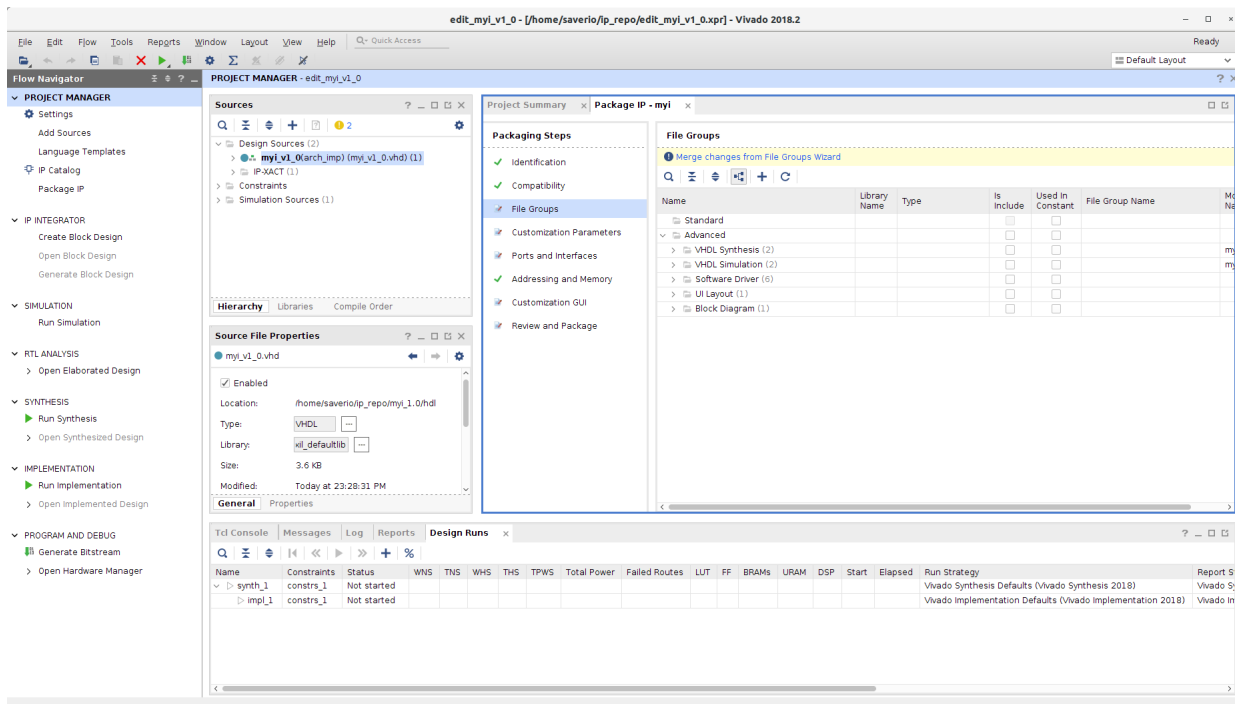 edit_myi_v1_0 - [/home/saverio/ip_repo/edit_myi_v1_0.xpr] - Vivado 2018.2
File Edit Flow Tools Reports Window Layout View Help Quick Access Ready
Default Layout
Flow Navigator
PROJECT MANAGER
Settings
Add Sources
Language Templates
IP Catalog
Package IP
IP INTEGRATOR
Create Block Design
Open Block Design
Generate Block Design
SIMULATION
Run Simulation
RTL ANALYSIS
Open Elaborated Design
SYNTHESIS
Run Synthesis
Open Synthesized Design
IMPLEMENTATION
Run Implementation
Open Implemented Design
PROGRAM AND DEBUG
Generate Bitstream
Open Hardware Manager
PROJECT MANAGER - edit_myi_v1_0
Sources
2
Design Sources (2)
myi_v1_0(arch_imp) (myi_v1_0.vhd) (1)
IP-XACT (1)
Constraints
Simulation Sources (1)
Hierarchy Libraries Compile Order
Source File Properties
myi_v1_0.vhd
Enabled
Location: /home/saverio/ip_repo/myi_1.0/hdl
Type: VHDL
Library: xil_defaultlib
Size: 3.6 KB
Modified: Today at 23:28:31 PM
General Properties
Project Summary Package IP - myi
Packaging Steps
Identification
Compatibility
File Groups
Customization Parameters
Ports and Interfaces
Addressing and Memory
Customization GUI
Review and Package
File Groups
Merge changes from File Groups Wizard
Name Library Name Type Is Include Used In Constant File Group Name
Standard
Advanced
VHDL Synthesis (2) my
VHDL Simulation (2) my
Software Driver (6)
UI Layout (1)
Block Diagram (1)
Tcl Console Messages Log Reports Design Runs
Name Constraints Status WNS TNS WHS THS TPWS Total Power Failed Routes LUT FF BRAMs URAM DSP Start Elapsed Run Strategy Report S
synth_1 constrs_1 Not started Vivado Synthesis Defaults (Vivado Synthesis 2018) Vivado Sy
impl_1 constrs_1 Not started Vivado Implementation Defaults (Vivado Implementation 2018) Vivado Im